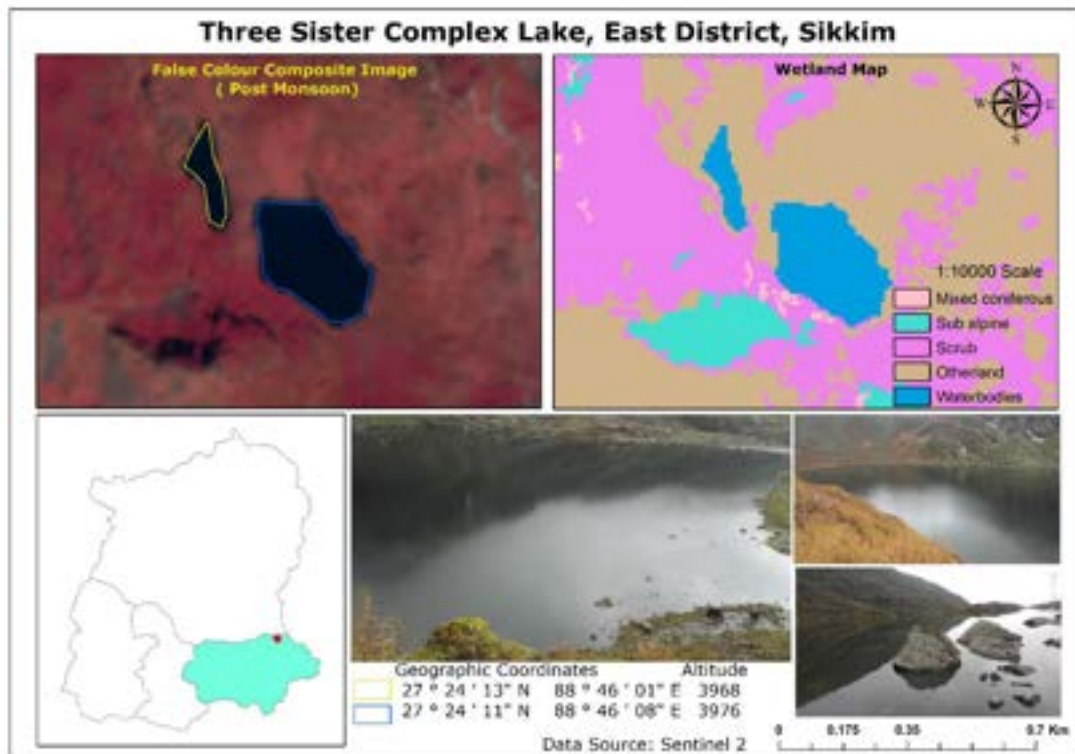 Three Sister Complex Lake, East District, Sikkim
False Colour Composite Image
( Post Monsoon)
Wetland Map
N
W E
S
1:10000 Scale
Mixed coniferous
Sub alpine
Scrub
Otherland
Waterbodies
Geographic Coordinates Altitude
27 ° 24 ' 13" N 88 ° 46 ' 01" E 3968
27 ° 24 ' 11" N 88 ° 46 ' 08" E 3976
Data Source: Sentinel 2
0 0.175 0.35 0.7 Km